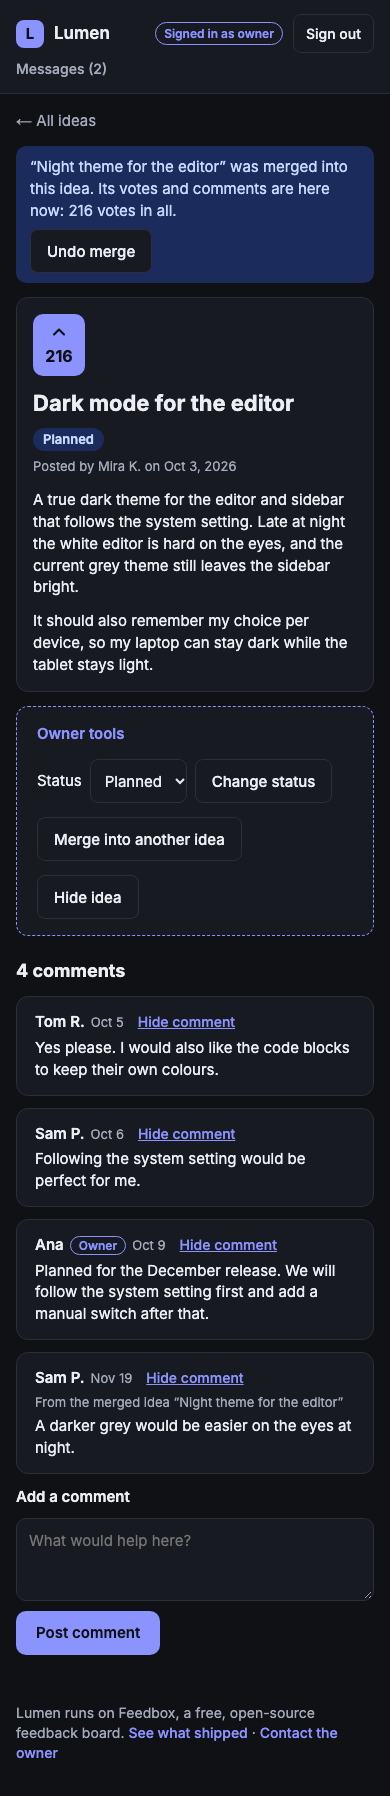 L Lumen Signed in as owner Sign out
Messages (2)
← All ideas
“Night theme for the editor” was merged into
this idea. Its votes and comments are here
now: 216 votes in all.
Undo merge
216
Dark mode for the editor
Planned
Posted by Mira K. on Oct 3, 2026
A true dark theme for the editor and sidebar
that follows the system setting. Late at night
the white editor is hard on the eyes, and the
current grey theme still leaves the sidebar
bright.
It should also remember my choice per
device, so my laptop can stay dark while the
tablet stays light.
Owner tools
Status Planned Change status
Merge into another idea
Hide idea
4 comments
Tom R. Oct 5 Hide comment
Yes please. I would also like the code blocks
to keep their own colours.
Sam P. Oct 6 Hide comment
Following the system setting would be
perfect for me.
Ana Owner Oct 9 Hide comment
Planned for the December release. We will
follow the system setting first and add a
manual switch after that.
Sam P. Nov 19 Hide comment
From the merged idea “Night theme for the editor”
A darker grey would be easier on the eyes at
night.
Add a comment
What would help here?
Post comment
Lumen runs on Feedbox, a free, open-source
feedback board. See what shipped · Contact the
owner